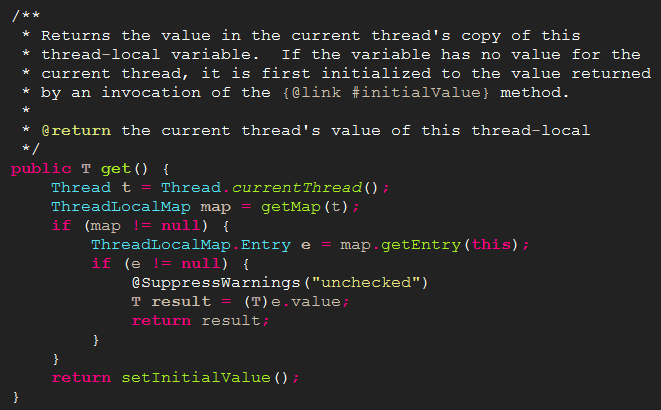 /**
 * Returns the value in the current thread's copy of this
 * thread-local variable.  If the variable has no value for the
 * current thread, it is first initialized to the value returned
 * by an invocation of the {@link #initialValue} method.
 *
 * @return the current thread's value of this thread-local
 */
public T get() {
    Thread t = Thread.currentThread();
    ThreadLocalMap map = getMap(t);
    if (map != null) {
        ThreadLocalMap.Entry e = map.getEntry(this);
        if (e != null) {
            @SuppressWarnings("unchecked")
            T result = (T)e.value;
            return result;
        }
    }
    return setInitialValue();
}